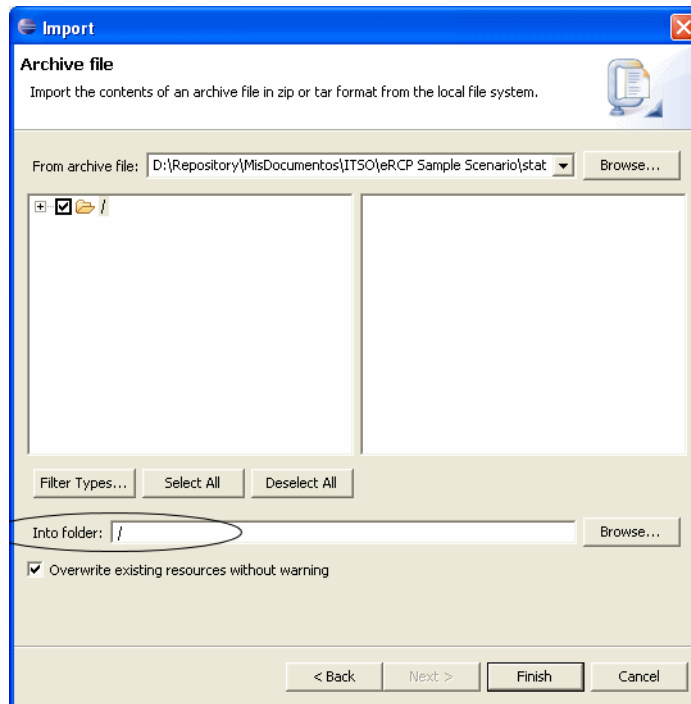 Import
Archive file
Import the contents of an archive file in zip or tar format from the local file system.
From archive file: D:\Repository\MisDocumentos\ITSO\eRCP Sample Scenario\stat Browse...
/
Filter Types... Select All Deselect All
Into folder: / Browse...
Overwrite existing resources without warning
< Back Next > Finish Cancel